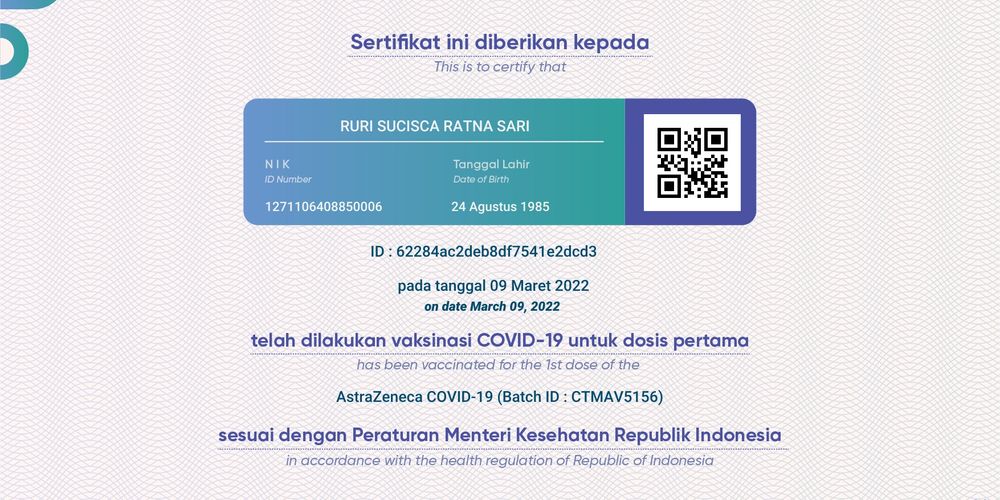 Sertifikat ini diberikan kepada
This is to certify that
RURI SUCISCA RATNA SARI
NIK Tanggal Lahir
ID Number Date of Birth
1271106408850006 24 Agustus 1985
ID : 62284ac2deb8df7541e2dcd3
pada tanggal 09 Maret 2022
on date March 09, 2022
telah dilakukan vaksinasi COVID-19 untuk dosis pertama
has been vaccinated for the 1st dose of the
AstraZeneca COVID-19 (Batch ID : CTMAV5156)
sesuai dengan Peraturan Menteri Kesehatan Republik Indonesia
in accordance with the health regulation of Republic of Indonesia